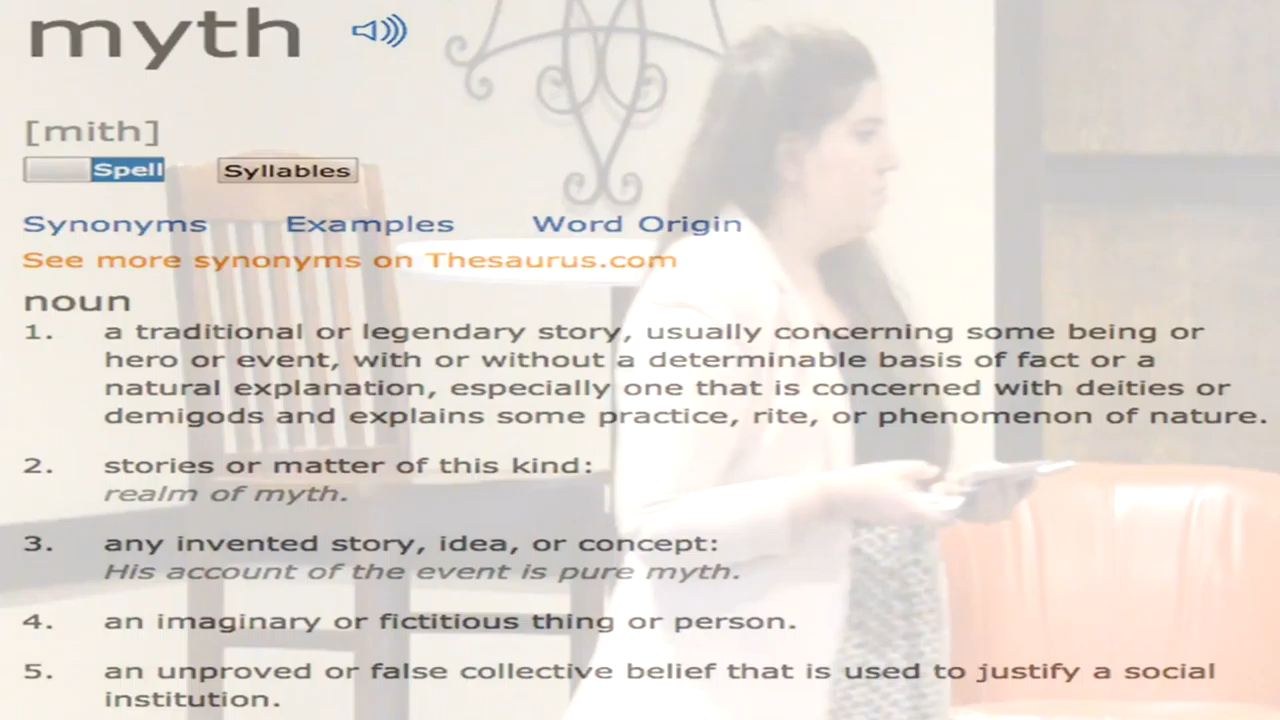 myth
[mith]
Spell Syllables
Synonyms Examples Word Origin
See more synonyms on Thesaurus.com
noun
1. a traditional or legendary story, usually concerning some being or
hero or event, with or without a determinable basis of fact or a
natural explanation, especially one that is concerned with deities or
demigods and explains some practice, rite, or phenomenon of nature.
2. stories or matter of this kind:
realm of myth.
3. any invented story, idea, or concept:
His account of the event is pure myth.
4. an imaginary or fictitious thing or person.
5. an unproved or false collective belief that is used to justify a social
institution.